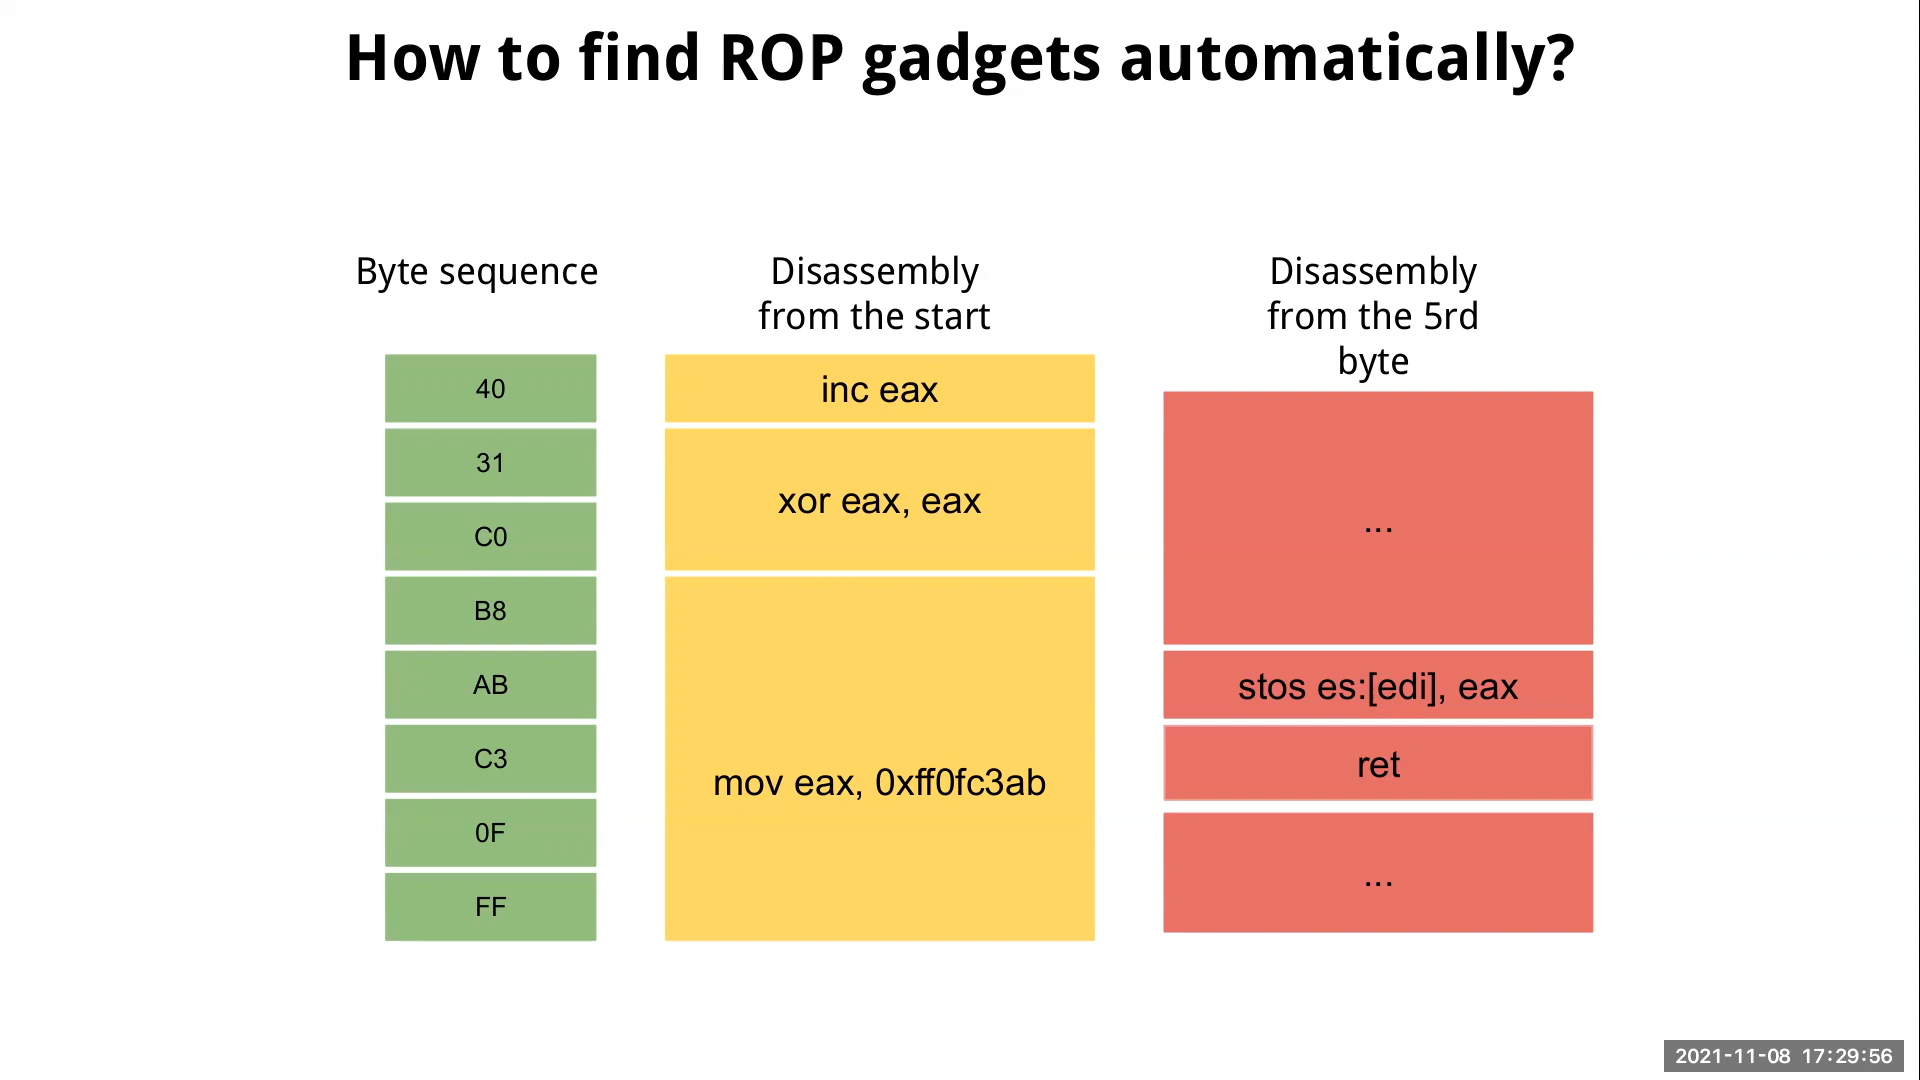 How to find ROP gadgets automatically?
Byte sequence
Disassembly
from the start
Disassembly
from the 5rd
byte
40
31
C0
B8
AB
C3
0F
FF
inc eax
xor eax, eax
mov eax, 0xff0fc3ab
...
stos es:[edi], eax
ret
...
2021-11-08 17:29:56